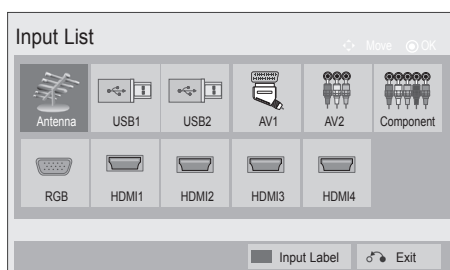 Input List
Move OK
Antenna USB1 USB2 AV1 AV2 Component
RGB HDMI1 HDMI2 HDMI3 HDMI4
Input Label Exit